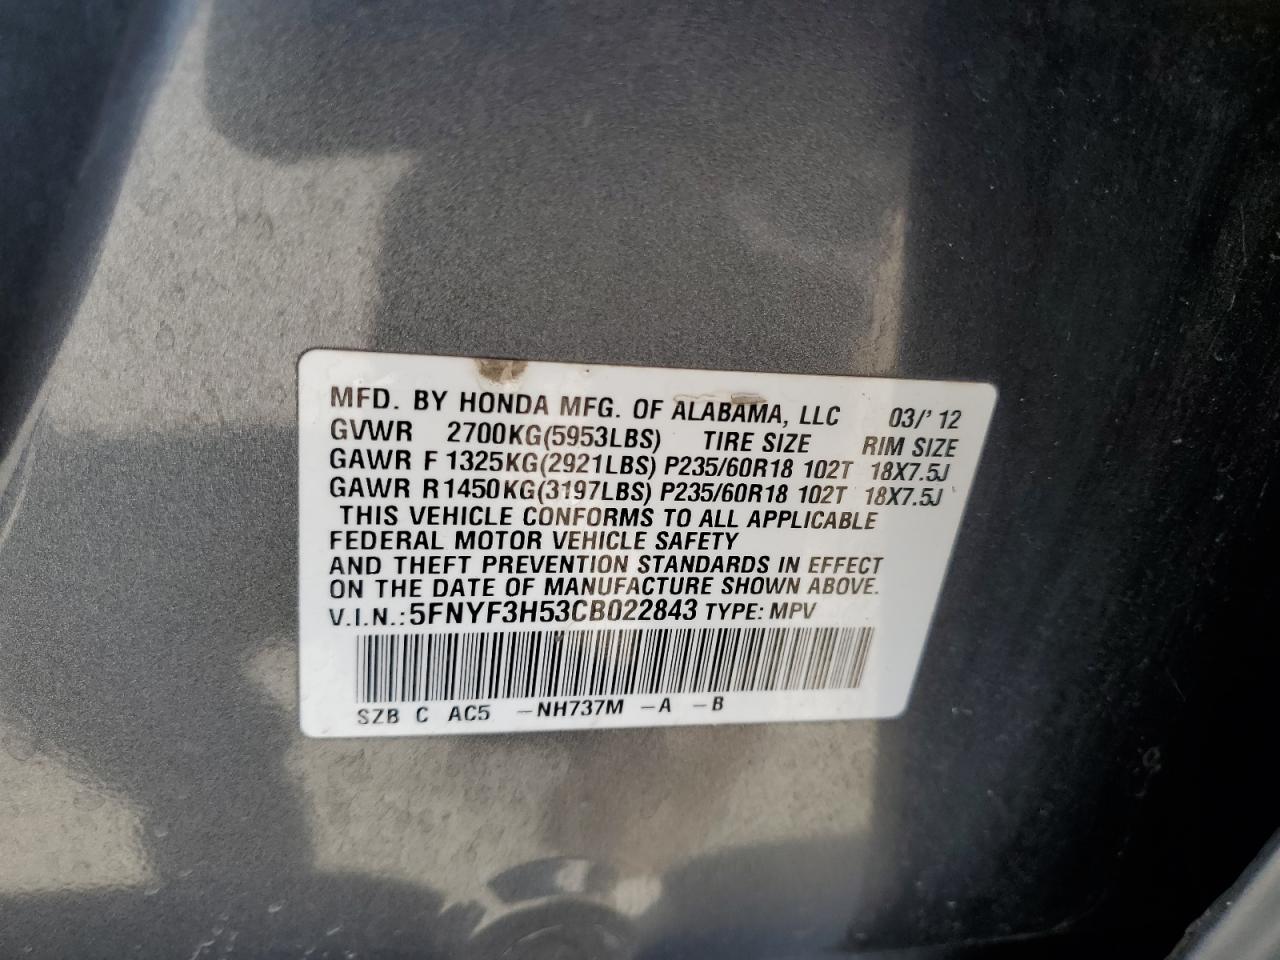 MFD. BY HONDA MFG. OF ALABAMA, LLC 03/'12
GVWR 2700KG(5953LBS) TIRE SIZE RIM SIZE
GAWR F 1325KG(2921LBS) P235/60R18 102T 18X7.5J
GAWR R1450KG(3197LBS) P235/60R18 102T 18X7.5J
THIS VEHICLE CONFORMS TO ALL APPLICABLE
FEDERAL MOTOR VEHICLE SAFETY
AND THEFT PREVENTION STANDARDS IN EFFECT
ON THE DATE OF MANUFACTURE SHOWN ABOVE.
V.I.N.: 5FNYF3H53CB022843 TYPE: MPV
SZB C AC5 -NH737M -A -B